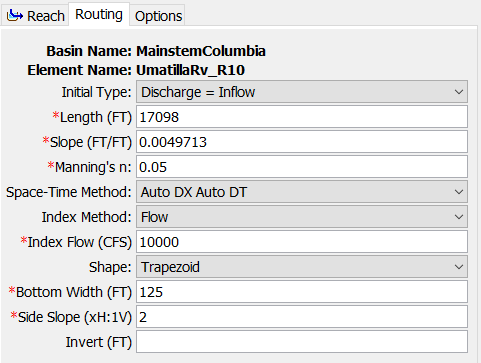 Reach Routing Options
Basin Name: MainstemColumbia
Element Name: UmatillaRv_R10
Initial Type: Discharge = Inflow
*Length (FT) 17098
*Slope (FT/FT) 0.0049713
*Manning's n: 0.05
Space-Time Method: Auto DX Auto DT
Index Method: Flow
*Index Flow (CFS) 10000
Shape: Trapezoid
*Bottom Width (FT) 125
*Side Slope (xH:1V) 2
Invert (FT)